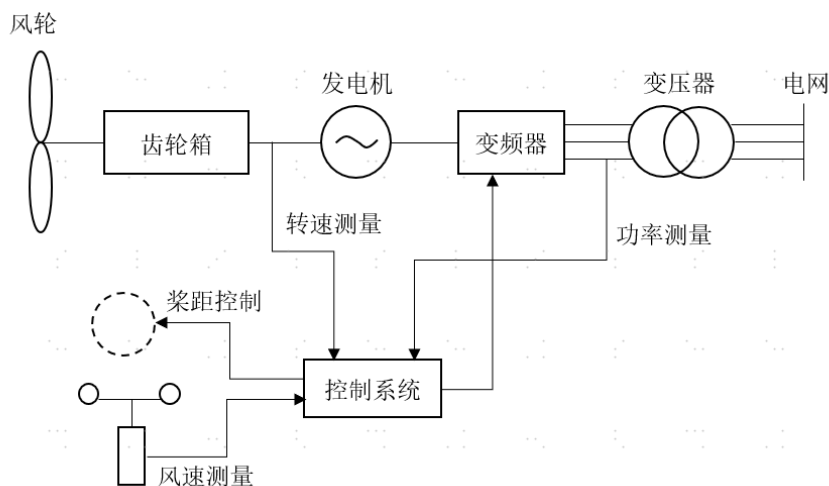 风轮
发电机
变压器
电网
齿轮箱
变频器
转速测量
功率测量
桨距控制
控制系统
风速测量